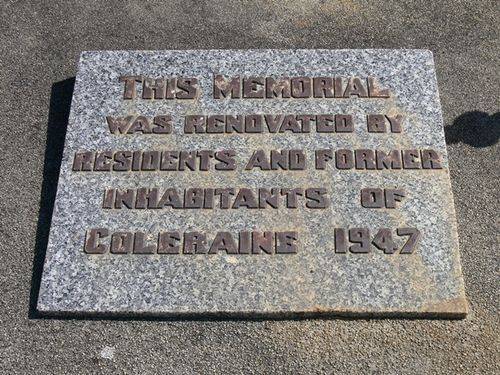 THIS MEMORIAL
WAS RENOVATED BY
RESIDENTS AND FORMER
INHABITANTS OF
COLERAINE 1947